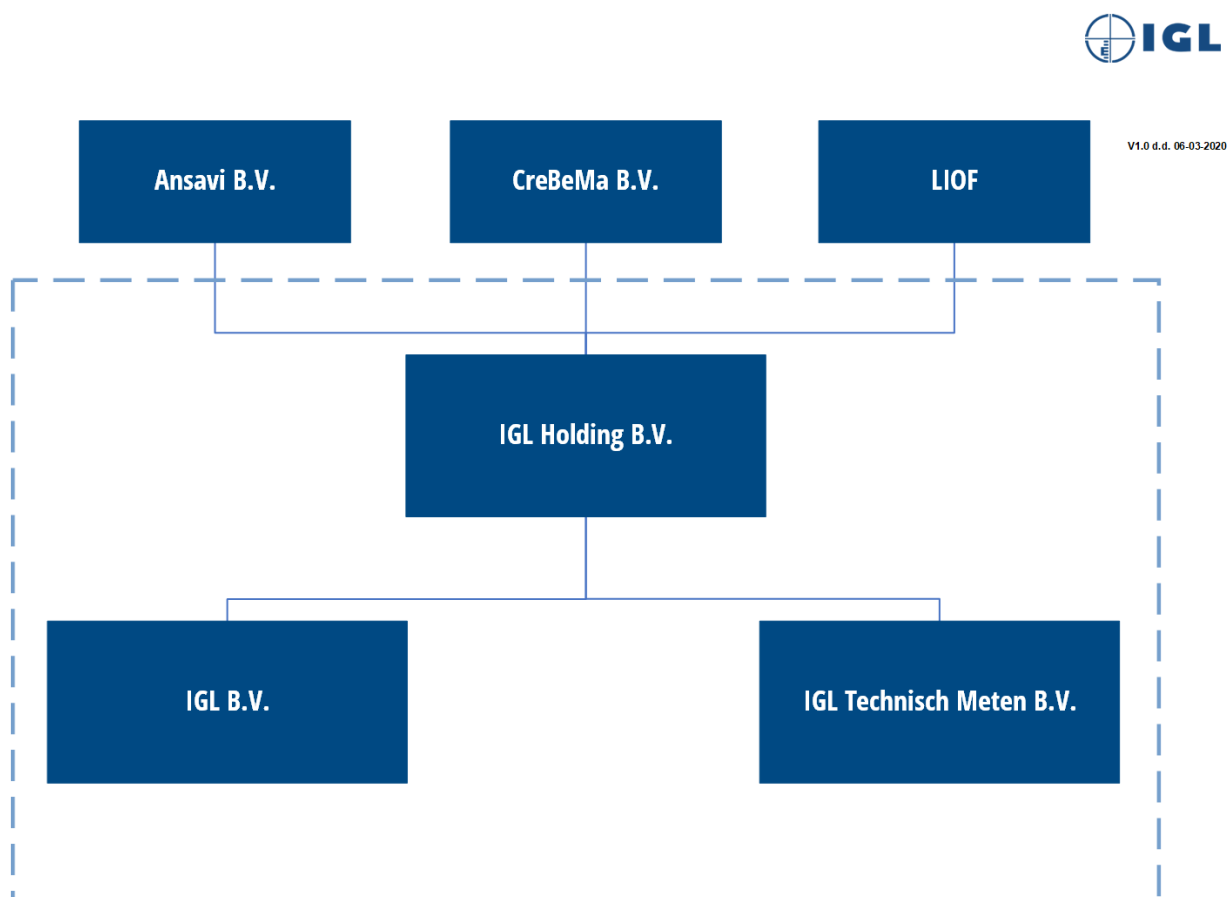 IGL
V1.0 d.d. 06-03-2020
Ansavi B.V.
CreBeMa B.V.
LIOF
IGL Holding B.V.
IGL B.V.
IGL Technisch Meten B.V.